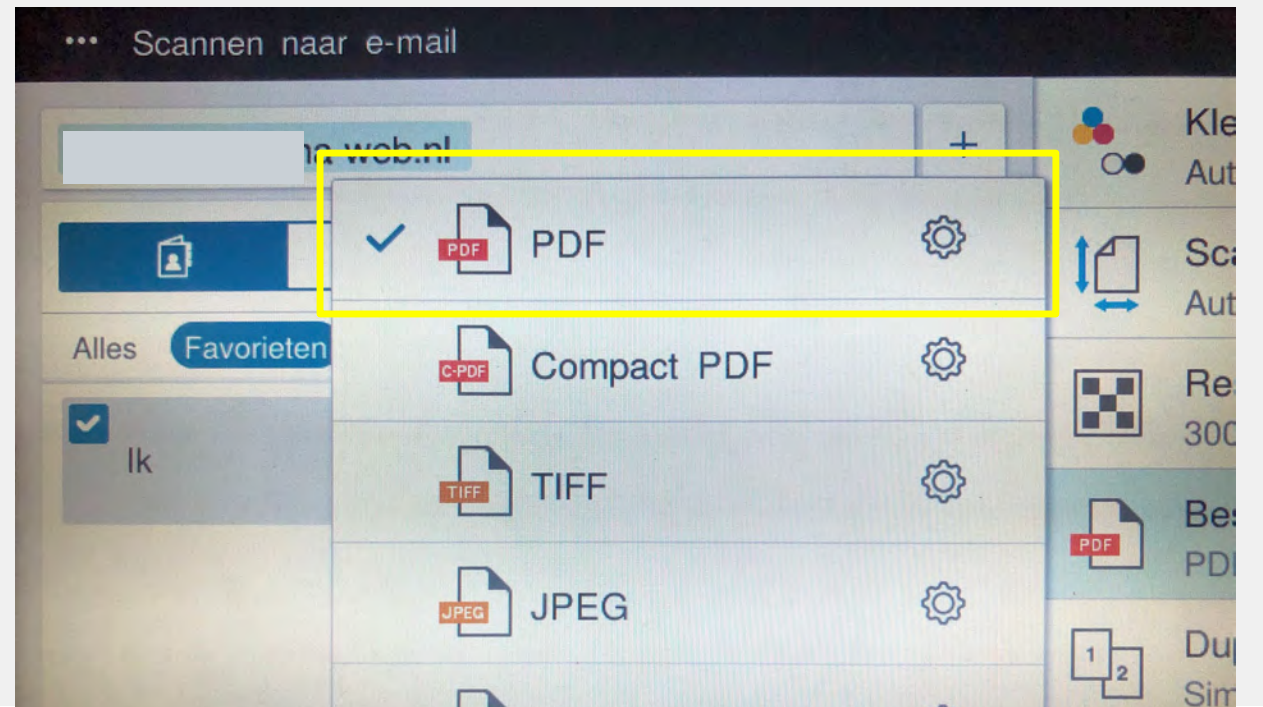 Scannen naar e-mail
web.nl
+
PDF
PDF
C-PDF
Compact PDF
TIFF
TIFF
JPEG
JPEG
Alles
Favorieten
Ik
Kle
Aut
Sca
Aut
Re
300
Bes
PDF
PDF
1
2
Dup
Sim